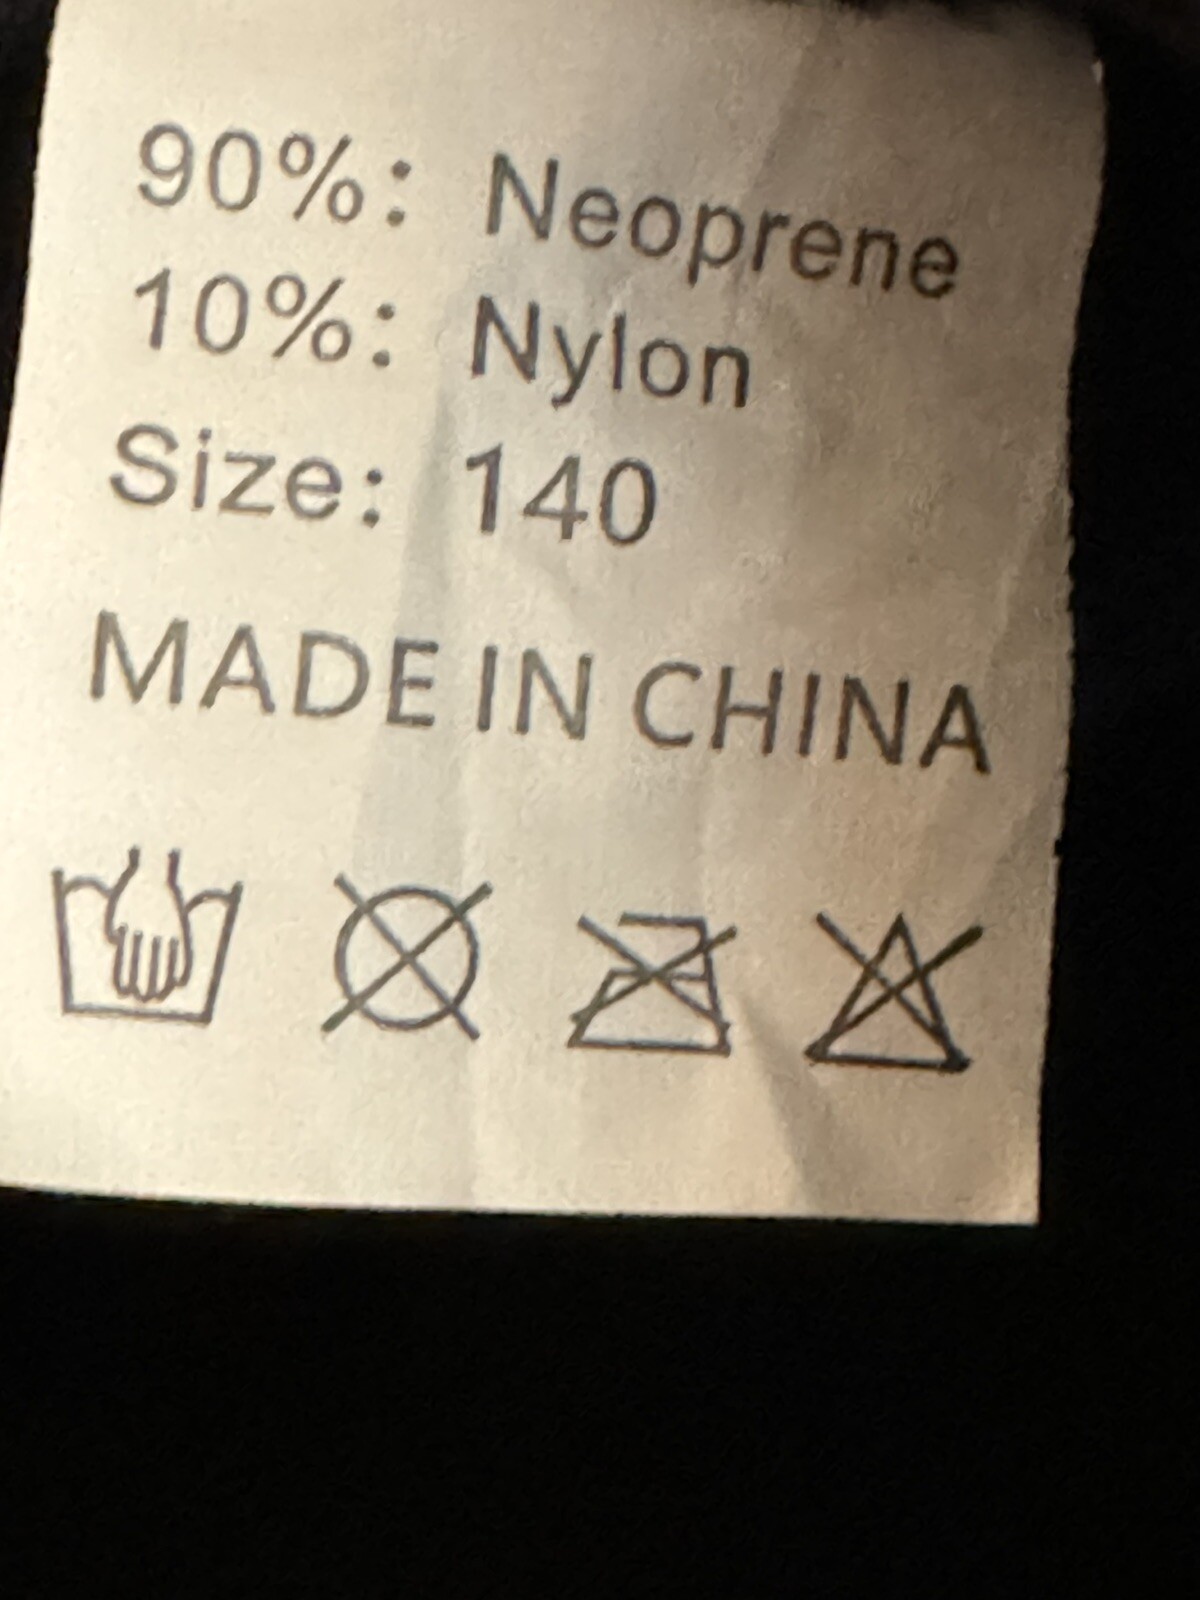 90%: Neoprene
10%: Nylon
Size: 140
MADE IN CHINA